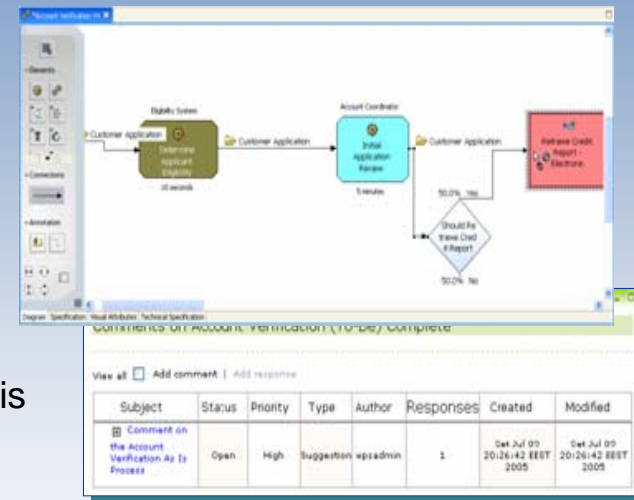 *Account Verification
Elements
Connections
Annotation
Eligibility System
Account Coordinator
Customer Application
Determine
Applicant
Eligibility
10 seconds
Customer Application
Initial
Application
Review
5 minutes
Customer Application
Retrieve Credit
Report -
Electronic
50.0% Yes
Should Re
trieve Cred
it Report
50.0% No
Diagram Specification Visual Attributes Technical Specification
is
Comments on Account Verification (To-Be) Complete
View all Add comment | Add response
Subject Status Priority Type Author Responses Created Modified
Comment on
the Account
Verification As Is
Process
Open High Suggestion wpsadmin 1
Sat Jul 09
20:26:42 EEST
2005
Sat Jul 09
20:26:42 EEST
2005